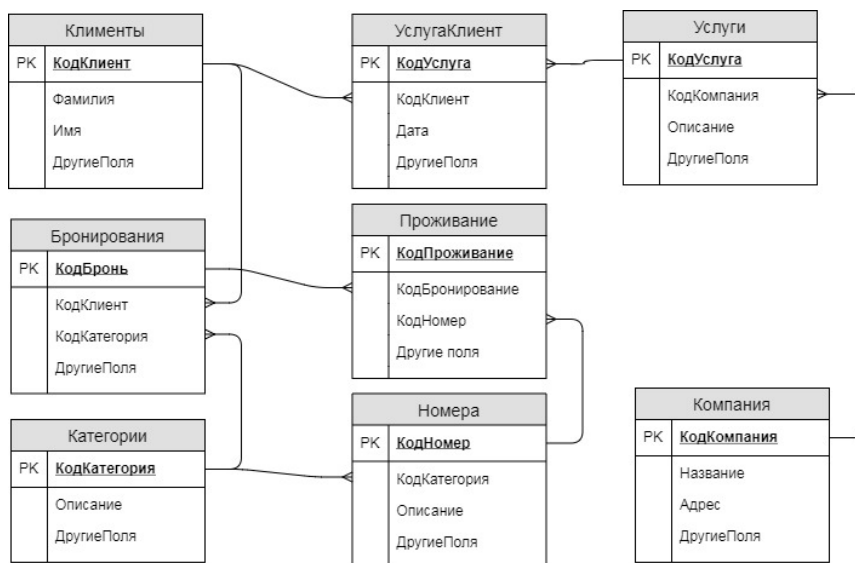 Клименты
PK КодКлиент
Фамилия
Имя
ДругиеПоля
УслугаКлиент
PK КодУслуга
КодКлиент
Дата
ДругиеПоля
Услуги
PK КодУслуга
КодКомпания
Описание
ДругиеПоля
Бронирования
PK КодБронь
КодКлиент
КодКатегория
ДругиеПоля
Проживание
PK КодПроживание
КодБронирование
КодНомер
Другие поля
Категории
PK КодКатегория
Описание
ДругиеПоля
Номера
PK КодНомер
КодКатегория
Описание
ДругиеПоля
Компания
PK КодКомпания
Название
Адрес
ДругиеПоля